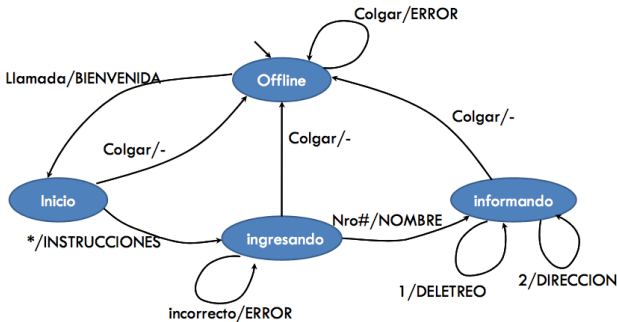 Colgar/ERROR
Llamada/BIENVENIDA
Offline
Colgar/-
Colgar/-
Colgar/-
Inicio
informando
Nro#/NOMBRE
*/INSTRUCCIONES
ingresando
1/DELETREO
2/DIRECCION
incorrecto/ERROR